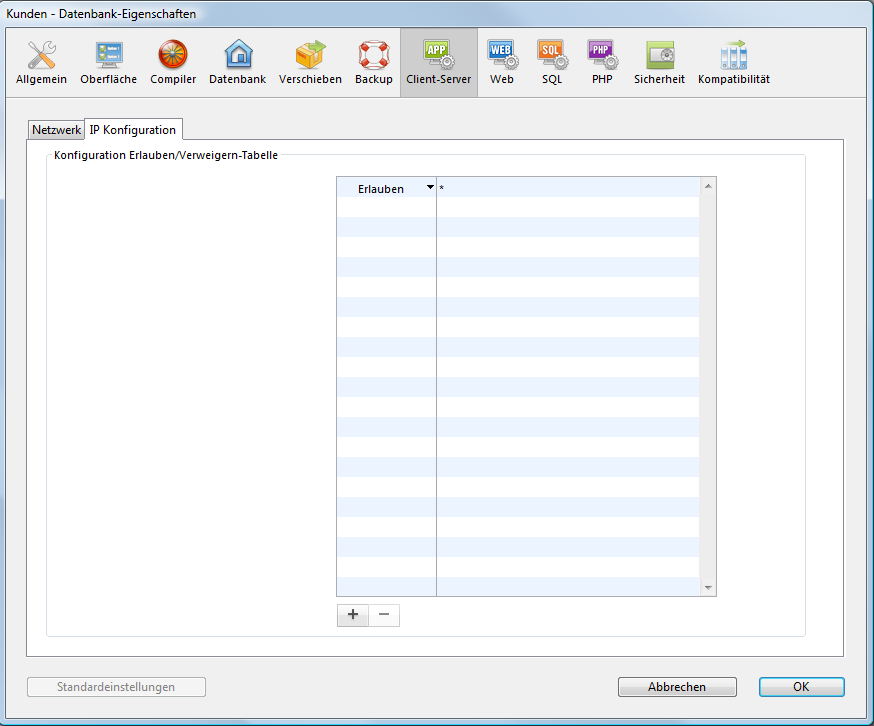 Kunden - Datenbank-Eigenschaften
APP WEB SQL PHP
Allgemein Oberfläche Compiler Datenbank Verschieben Backup Client-Server Web SQL PHP Sicherheit Kompatibilität
Netzwerk IP Konfiguration
Konfiguration Erlauben/Verweigern-Tabelle
Erlauben *
+ −
Standardeinstellungen Abbrechen OK